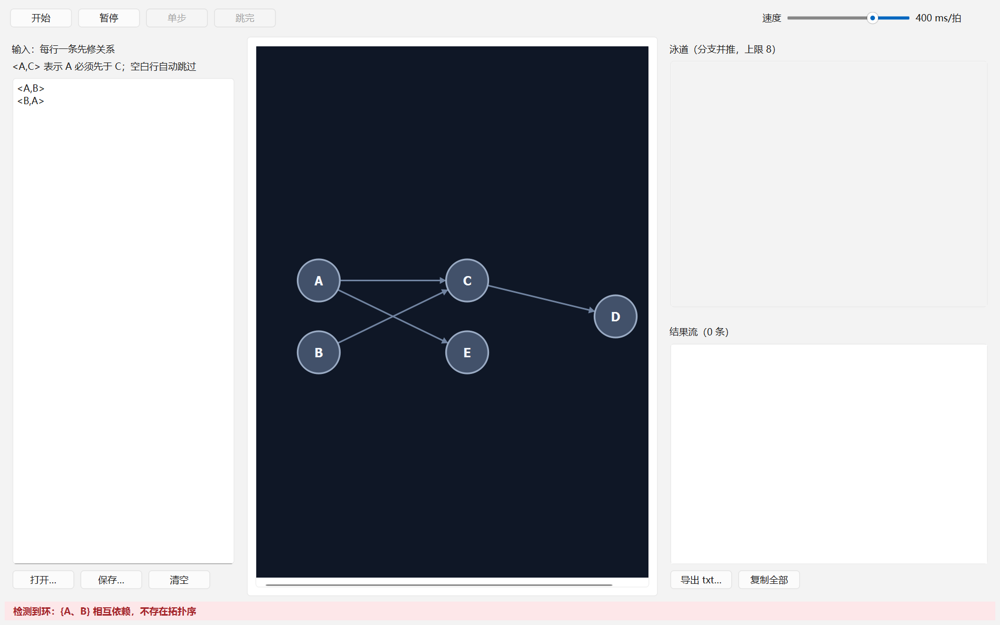 开始
暂停
单步
跳完
速度
400 ms/拍
输入：每行一条先修关系
<A,C> 表示 A 必须先于 C；空白行自动跳过
<A,B>
<B,A>
打开...
保存...
清空
A
C
D
B
E
泳道（分支并推，上限 8）
结果流（0 条）
导出 txt...
复制全部
检测到环：{A、B} 相互依赖，不存在拓扑序